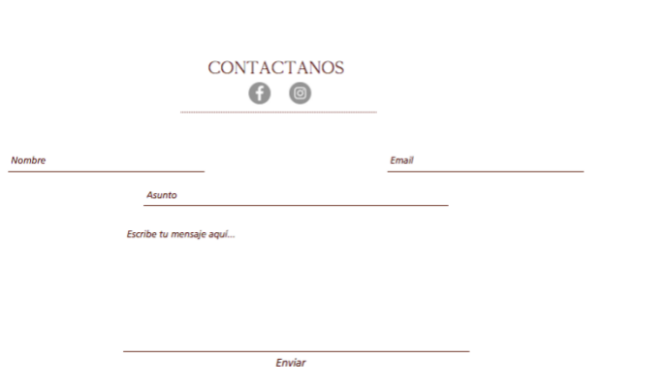 CONTACTANOS
Nombre
Email
Asunto
Escribe tu mensaje aquí...
Enviar